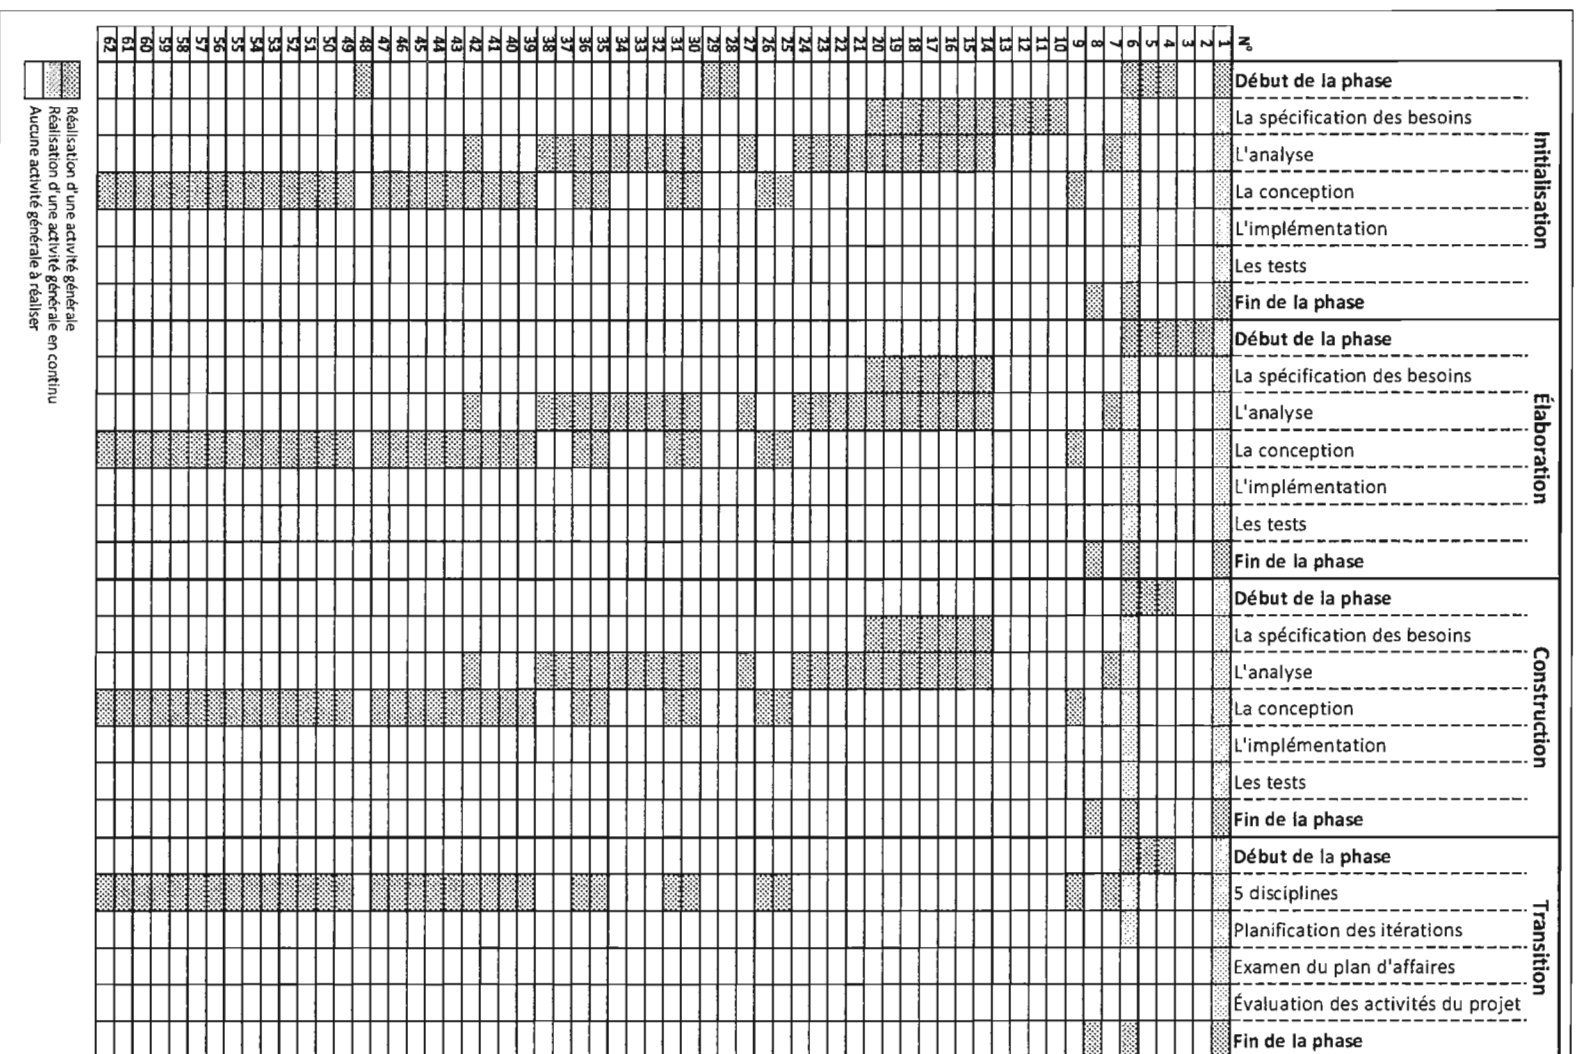 N°
1
2
3
4
5
6
7
8
9
10
11
12
13
14
15
16
17
18
19
20
21
22
23
24
25
26
27
28
29
30
31
32
33
34
35
36
37
38
39
40
41
42
43
44
45
46
47
48
49
50
51
52
53
54
55
56
57
58
59
60
61
62
Initialisation
Début de la phase
La spécification des besoins
L'analyse
La conception
L'implémentation
Les tests
Fin de la phase
Élaboration
Début de la phase
La spécification des besoins
L'analyse
La conception
L'implémentation
Les tests
Fin de la phase
Construction
Début de la phase
La spécification des besoins
L'analyse
La conception
L'implémentation
Les tests
Fin de la phase
Transition
Début de la phase
5 disciplines
Planification des itérations
Examen du plan d'affaires
Évaluation des activités du projet
Fin de la phase
Réalisation d'une activité générale
Réalisation d'une activité générale en continu
Aucune activité générale à réaliser